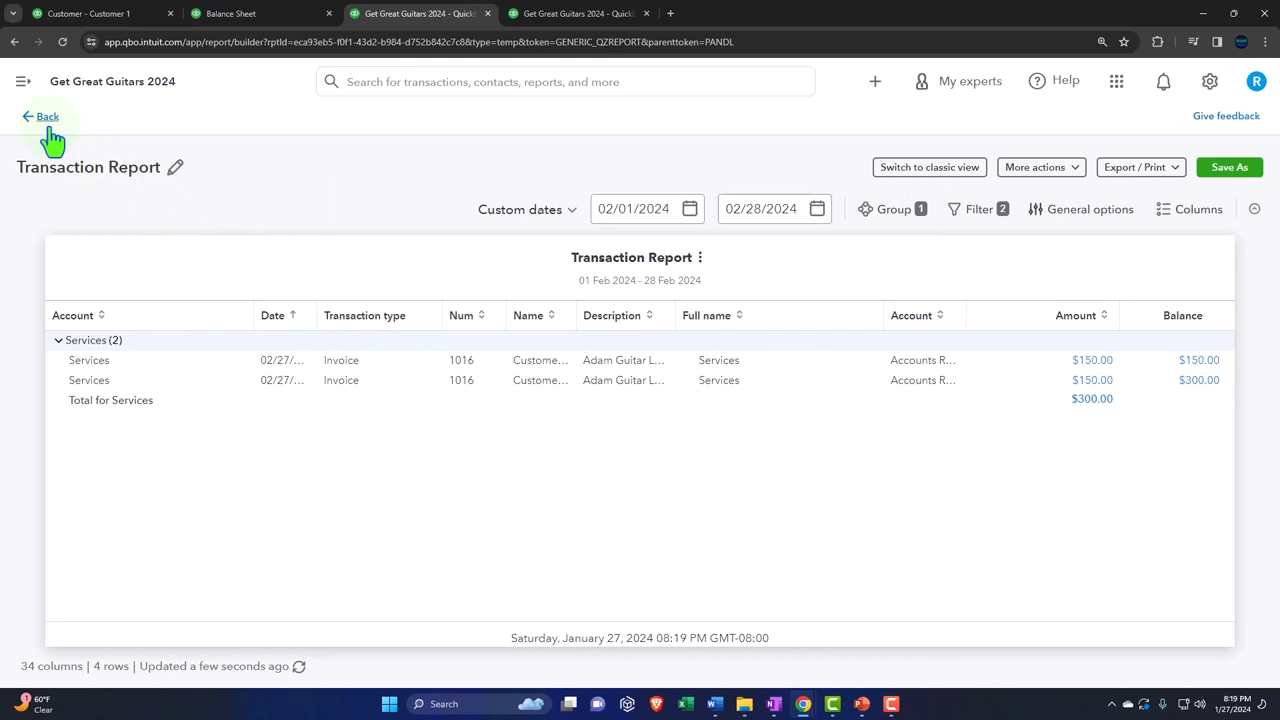 Customer - Customer 1
Balance Sheet
Get Great Guitars 2024 - Quickb
Get Great Guitars 2024 - Quickb
app.qbo.intuit.com/app/report/builder?rptId=eca93eb5-f0f1-43d2-b984-d752b842c7c8&type=temp&token=GENERIC_QZREPORT&parenttoken=PANDL
Get Great Guitars 2024
Search for transactions, contacts, reports, and more
My experts
Help
R
Back
Give feedback
Transaction Report
Switch to classic view
More actions
Export / Print
Save As
Custom dates
02/01/2024
02/28/2024
Group 1
Filter 2
General options
Columns
Transaction Report
01 Feb 2024 - 28 Feb 2024
Account Date Transaction type Num Name Description Full name Account Amount Balance
Services (2)
Services 02/27/... Invoice 1016 Custome... Adam Guitar L... Services Accounts R... $150.00 $150.00
Services 02/27/... Invoice 1016 Custome... Adam Guitar L... Services Accounts R... $150.00 $300.00
Total for Services $300.00
Saturday, January 27, 2024 08:19 PM GMT-08:00
34 columns | 4 rows | Updated a few seconds ago
1
60°F
Clear
Search
8:19 PM
1/27/2024